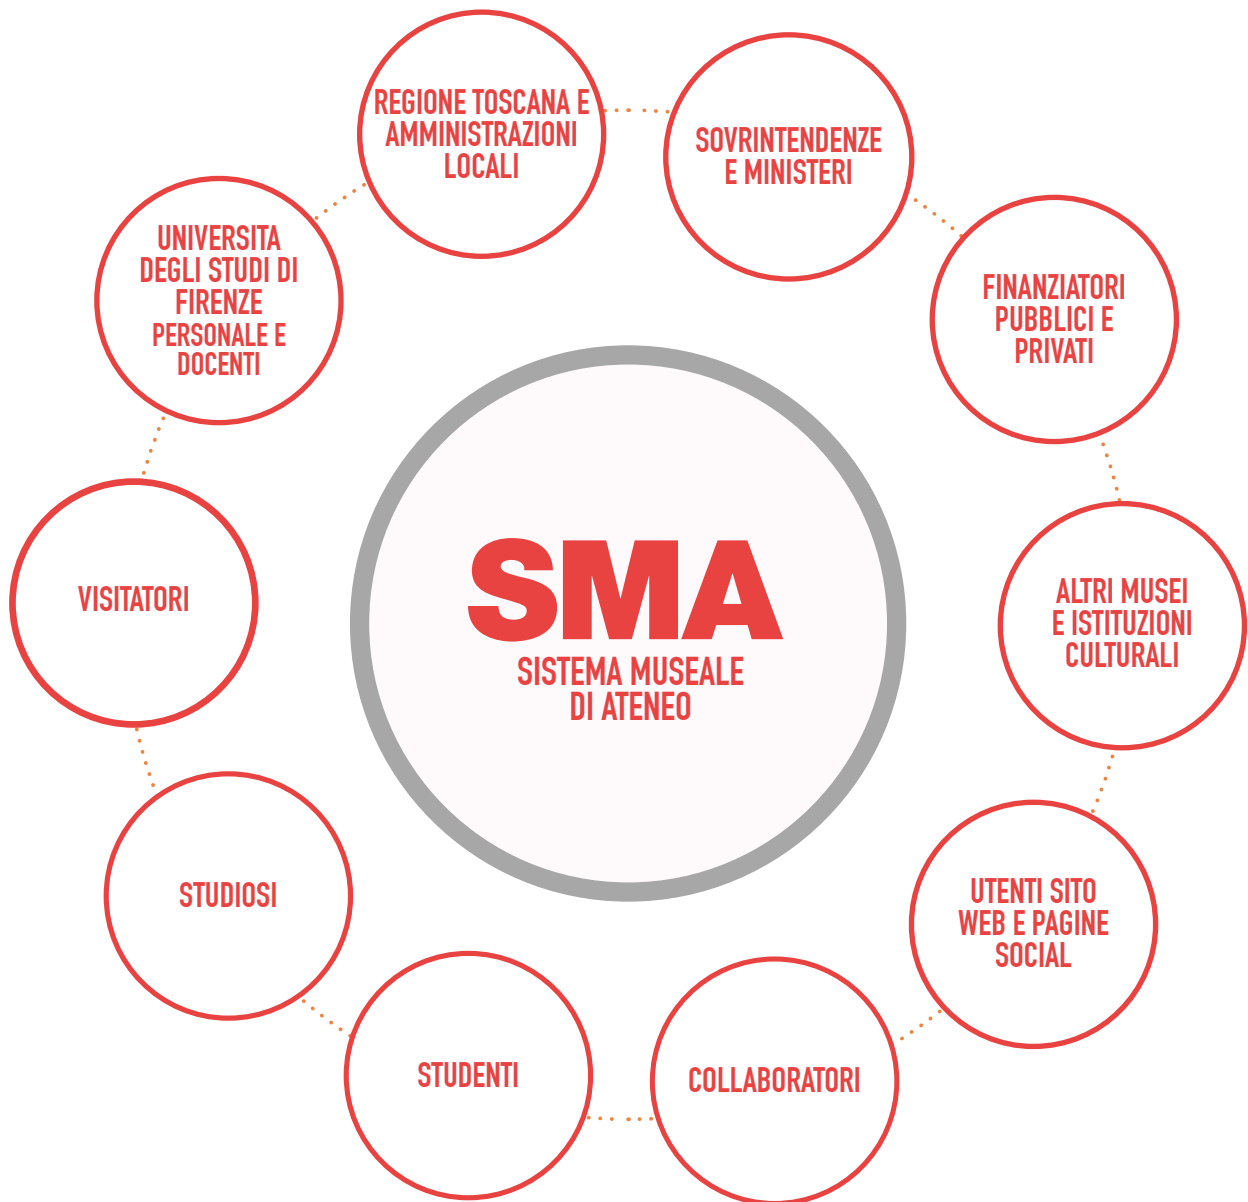 REGIONE TOSCANA E
AMMINISTRAZIONI
LOCALI
SOVRINTENDENZE
E MINISTERI
UNIVERSITA
DEGLI STUDI DI
FIRENZE
PERSONALE E
DOCENTI
FINANZIATORI
PUBBLICI E
PRIVATI
VISITATORI
SMA
SISTEMA MUSEALE
DI ATENEO
ALTRI MUSEI
E ISTITUZIONI
CULTURALI
STUDIOSI
UTENTI SITO
WEB E PAGINE
SOCIAL
STUDENTI
COLLABORATORI